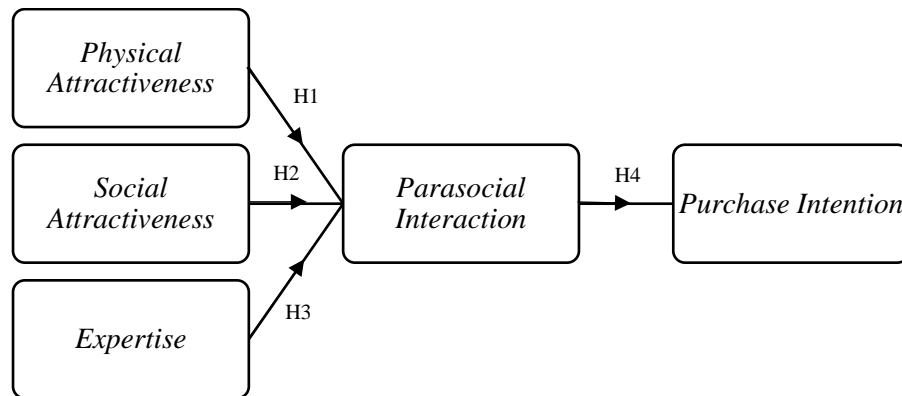 Physical
Attractiveness
H1
Social
Attractiveness
H2
Parasocial
Interaction
H4
Purchase Intention
Expertise
H3